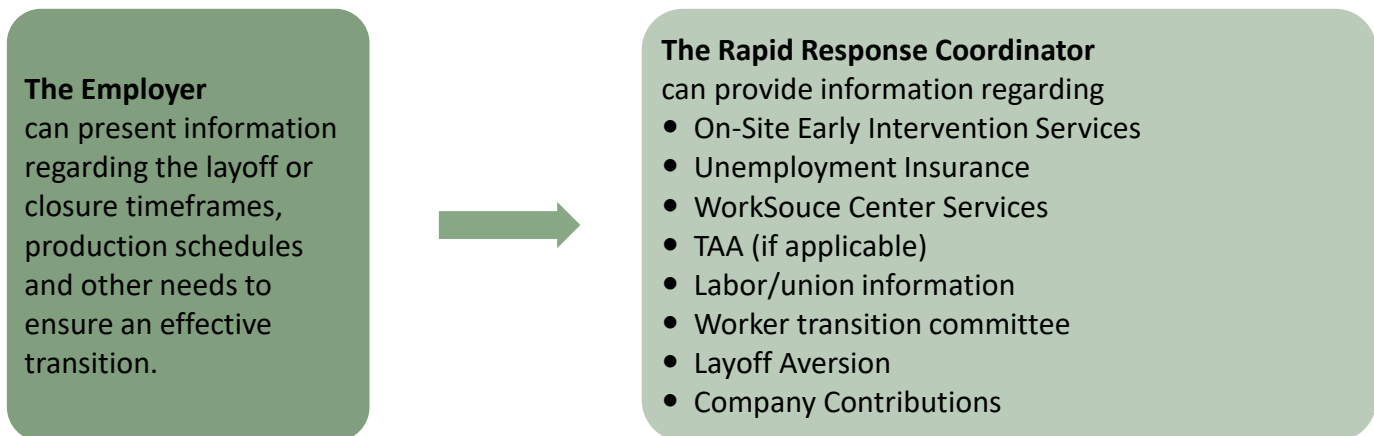 The Employer
can present information
regarding the layoff or
closure timeframes,
production schedules
and other needs to
ensure an effective
transition.
The Rapid Response Coordinator
can provide information regarding
• On-Site Early Intervention Services
• Unemployment Insurance
• WorkSouce Center Services
• TAA (if applicable)
• Labor/union information
• Worker transition committee
• Layoff Aversion
• Company Contributions